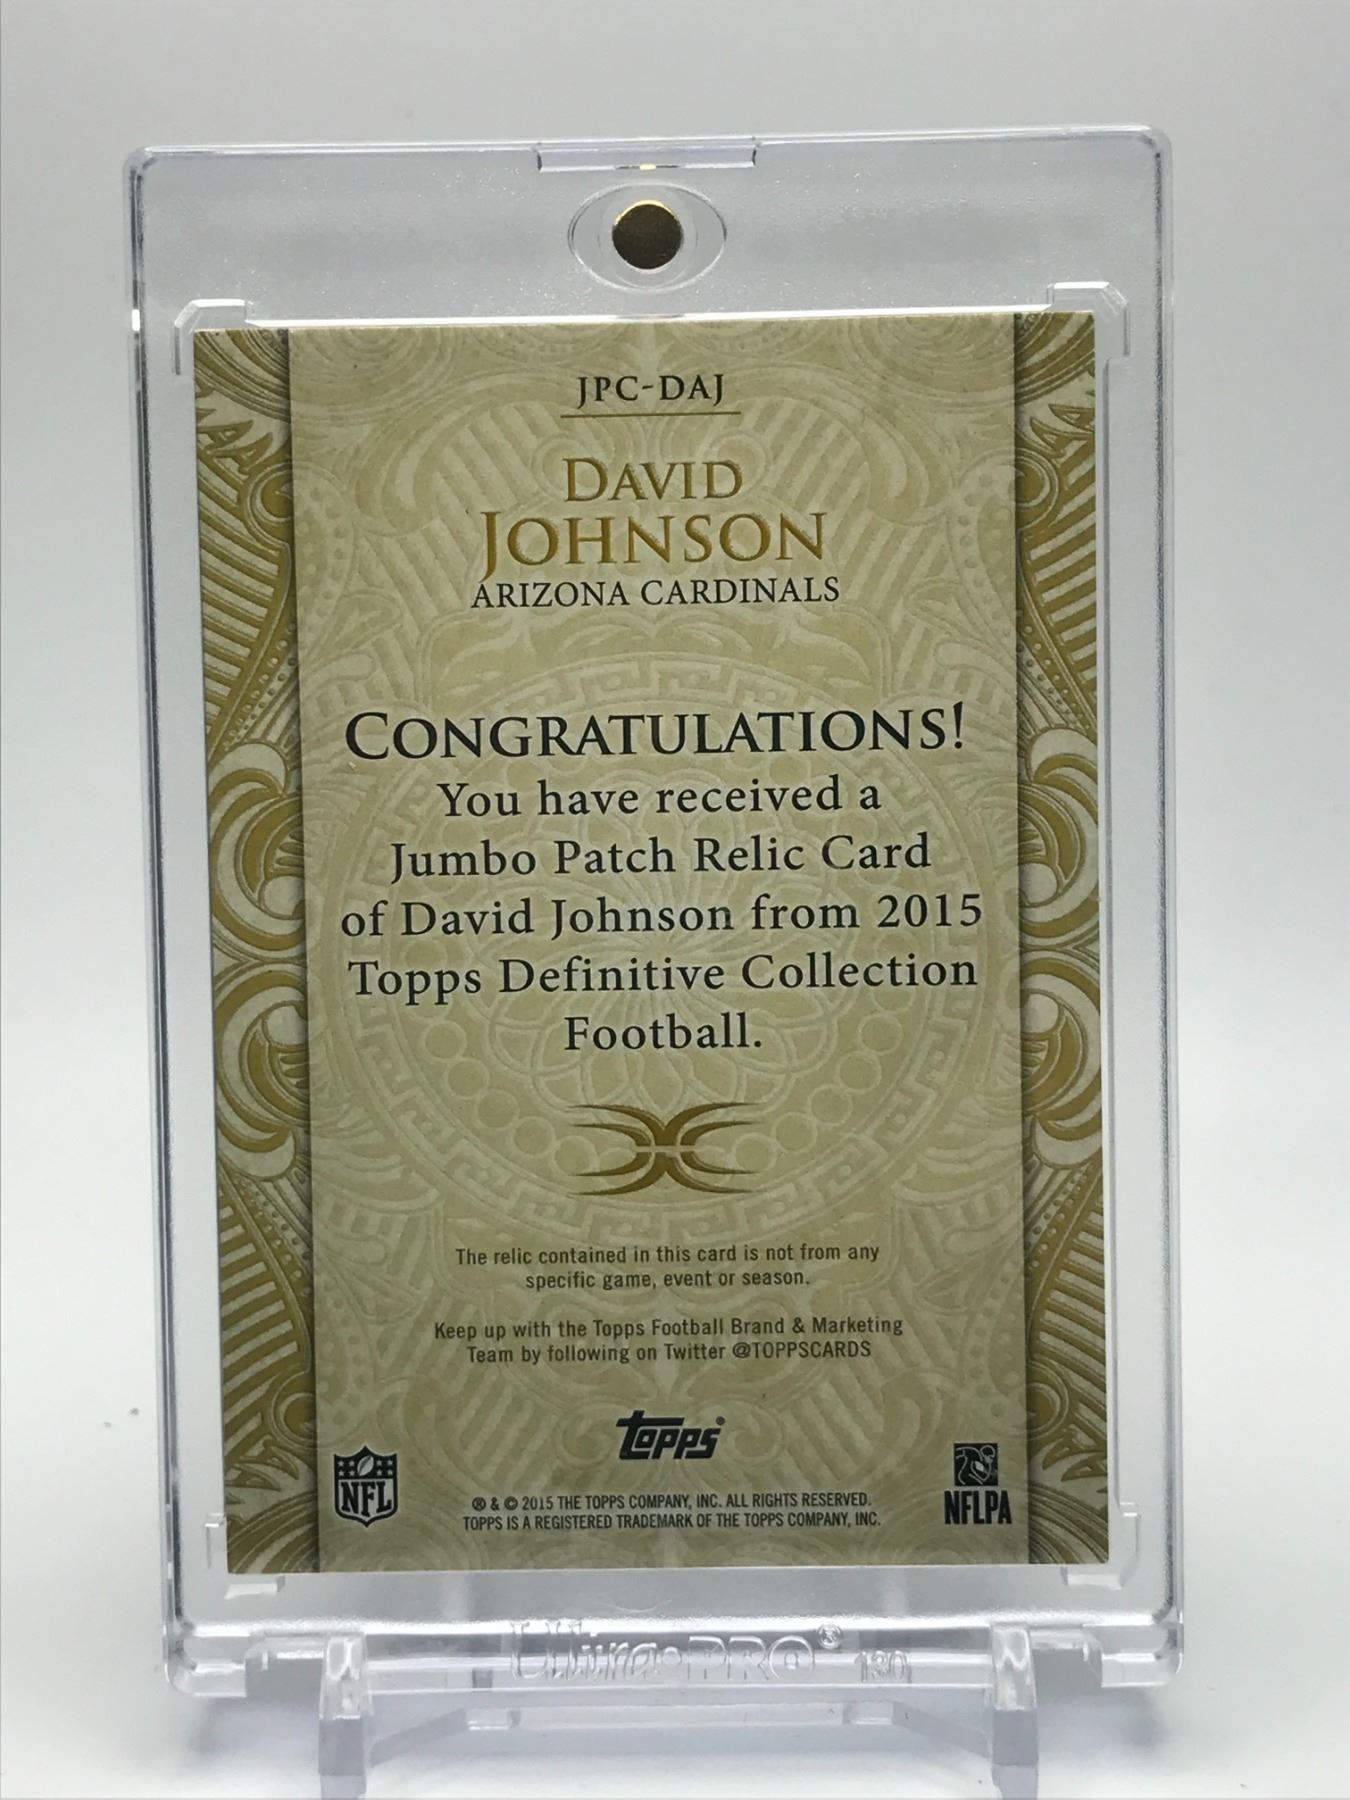 JPC-DAJ
DAVID
JOHNSON
ARIZONA CARDINALS
CONGRATULATIONS!
You have received a
Jumbo Patch Relic Card
of David Johnson from 2015
Topps Definitive Collection
Football.
The relic contained in this card is not from any
specific game, event or season.
Keep up with the Topps Football Brand & Marketing
Team by following on Twitter @TOPPSCARDS
topps®
NFL
NFLPA
® & © 2015 THE TOPPS COMPANY, INC. ALL RIGHTS RESERVED.
TOPPS IS A REGISTERED TRADEMARK OF THE TOPPS COMPANY, INC.
Ultra•PRO® 130